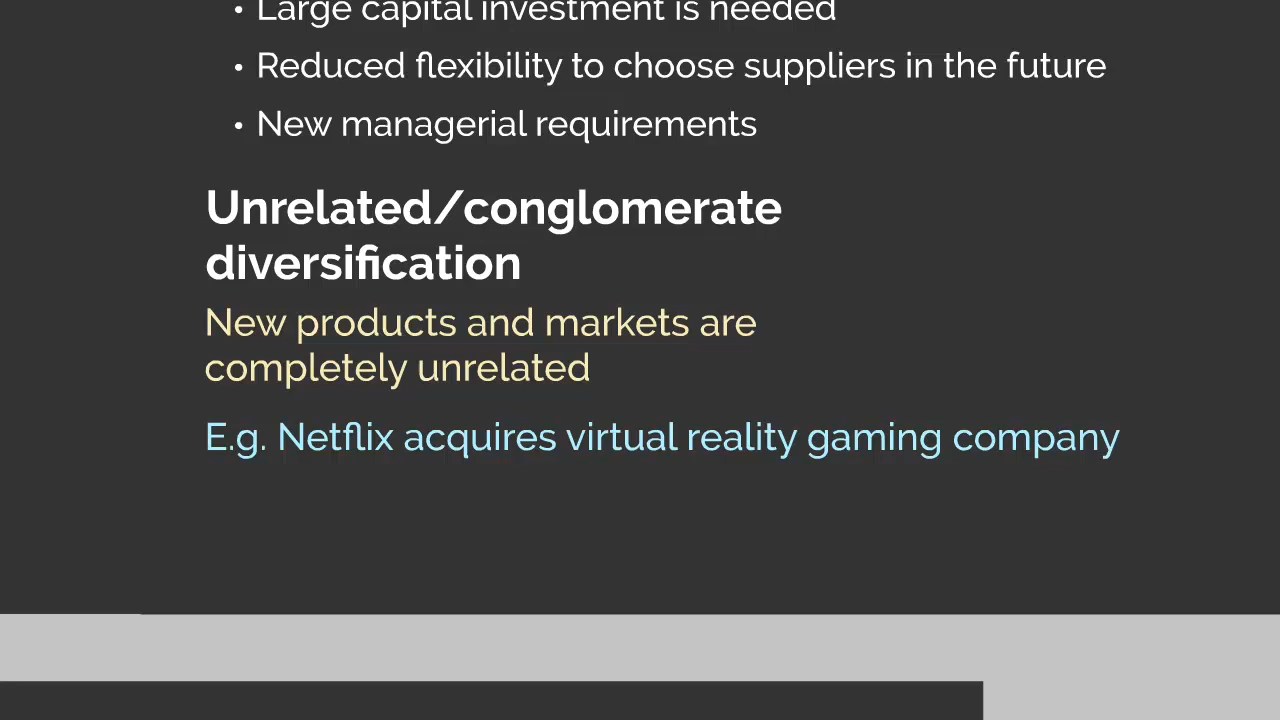 • Large capital investment is needed
• Reduced flexibility to choose suppliers in the future
• New managerial requirements
Unrelated/conglomerate
diversification
New products and markets are
completely unrelated
E.g. Netflix acquires virtual reality gaming company